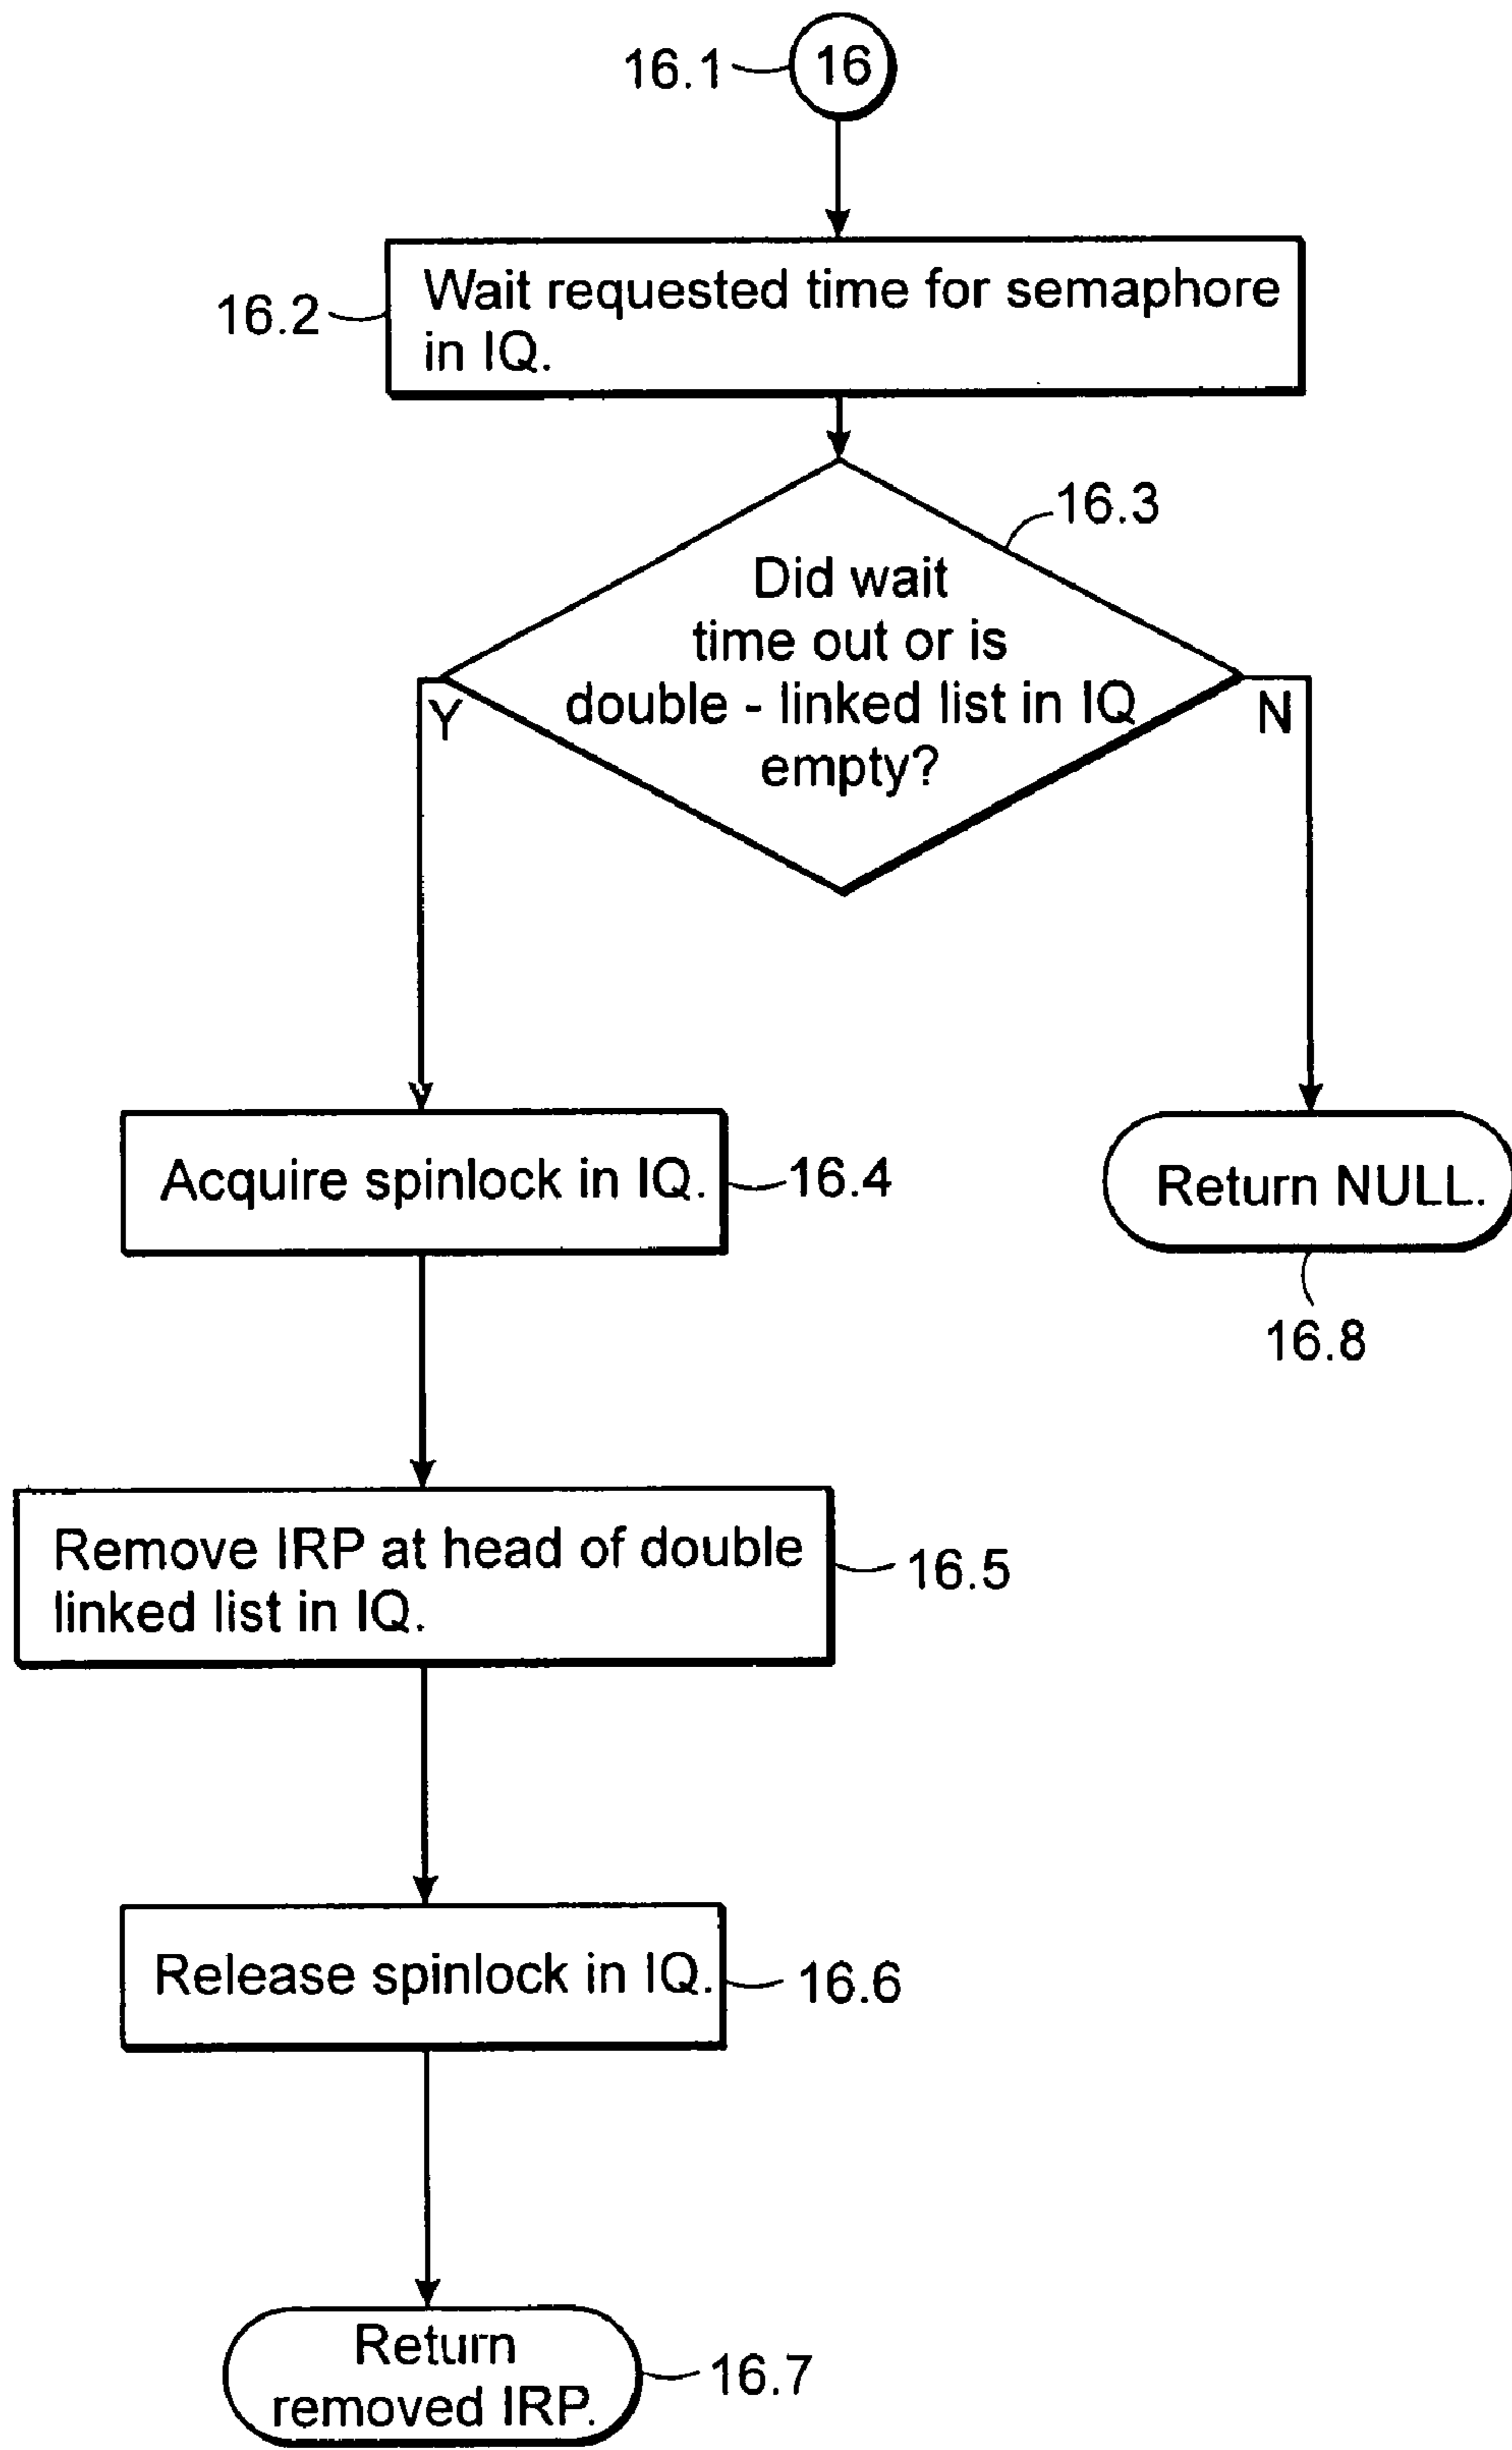 16.1
16
16.2
Wait requested time for semaphore
in IQ.
16.3
Did wait
time out or is
double - linked list in IQ
empty?
Y
N
Acquire spinlock in IQ.
16.4
Return NULL.
16.8
Remove IRP at head of double
linked list in IQ.
16.5
Release spinlock in IQ.
16.6
Return
removed IRP.
16.7